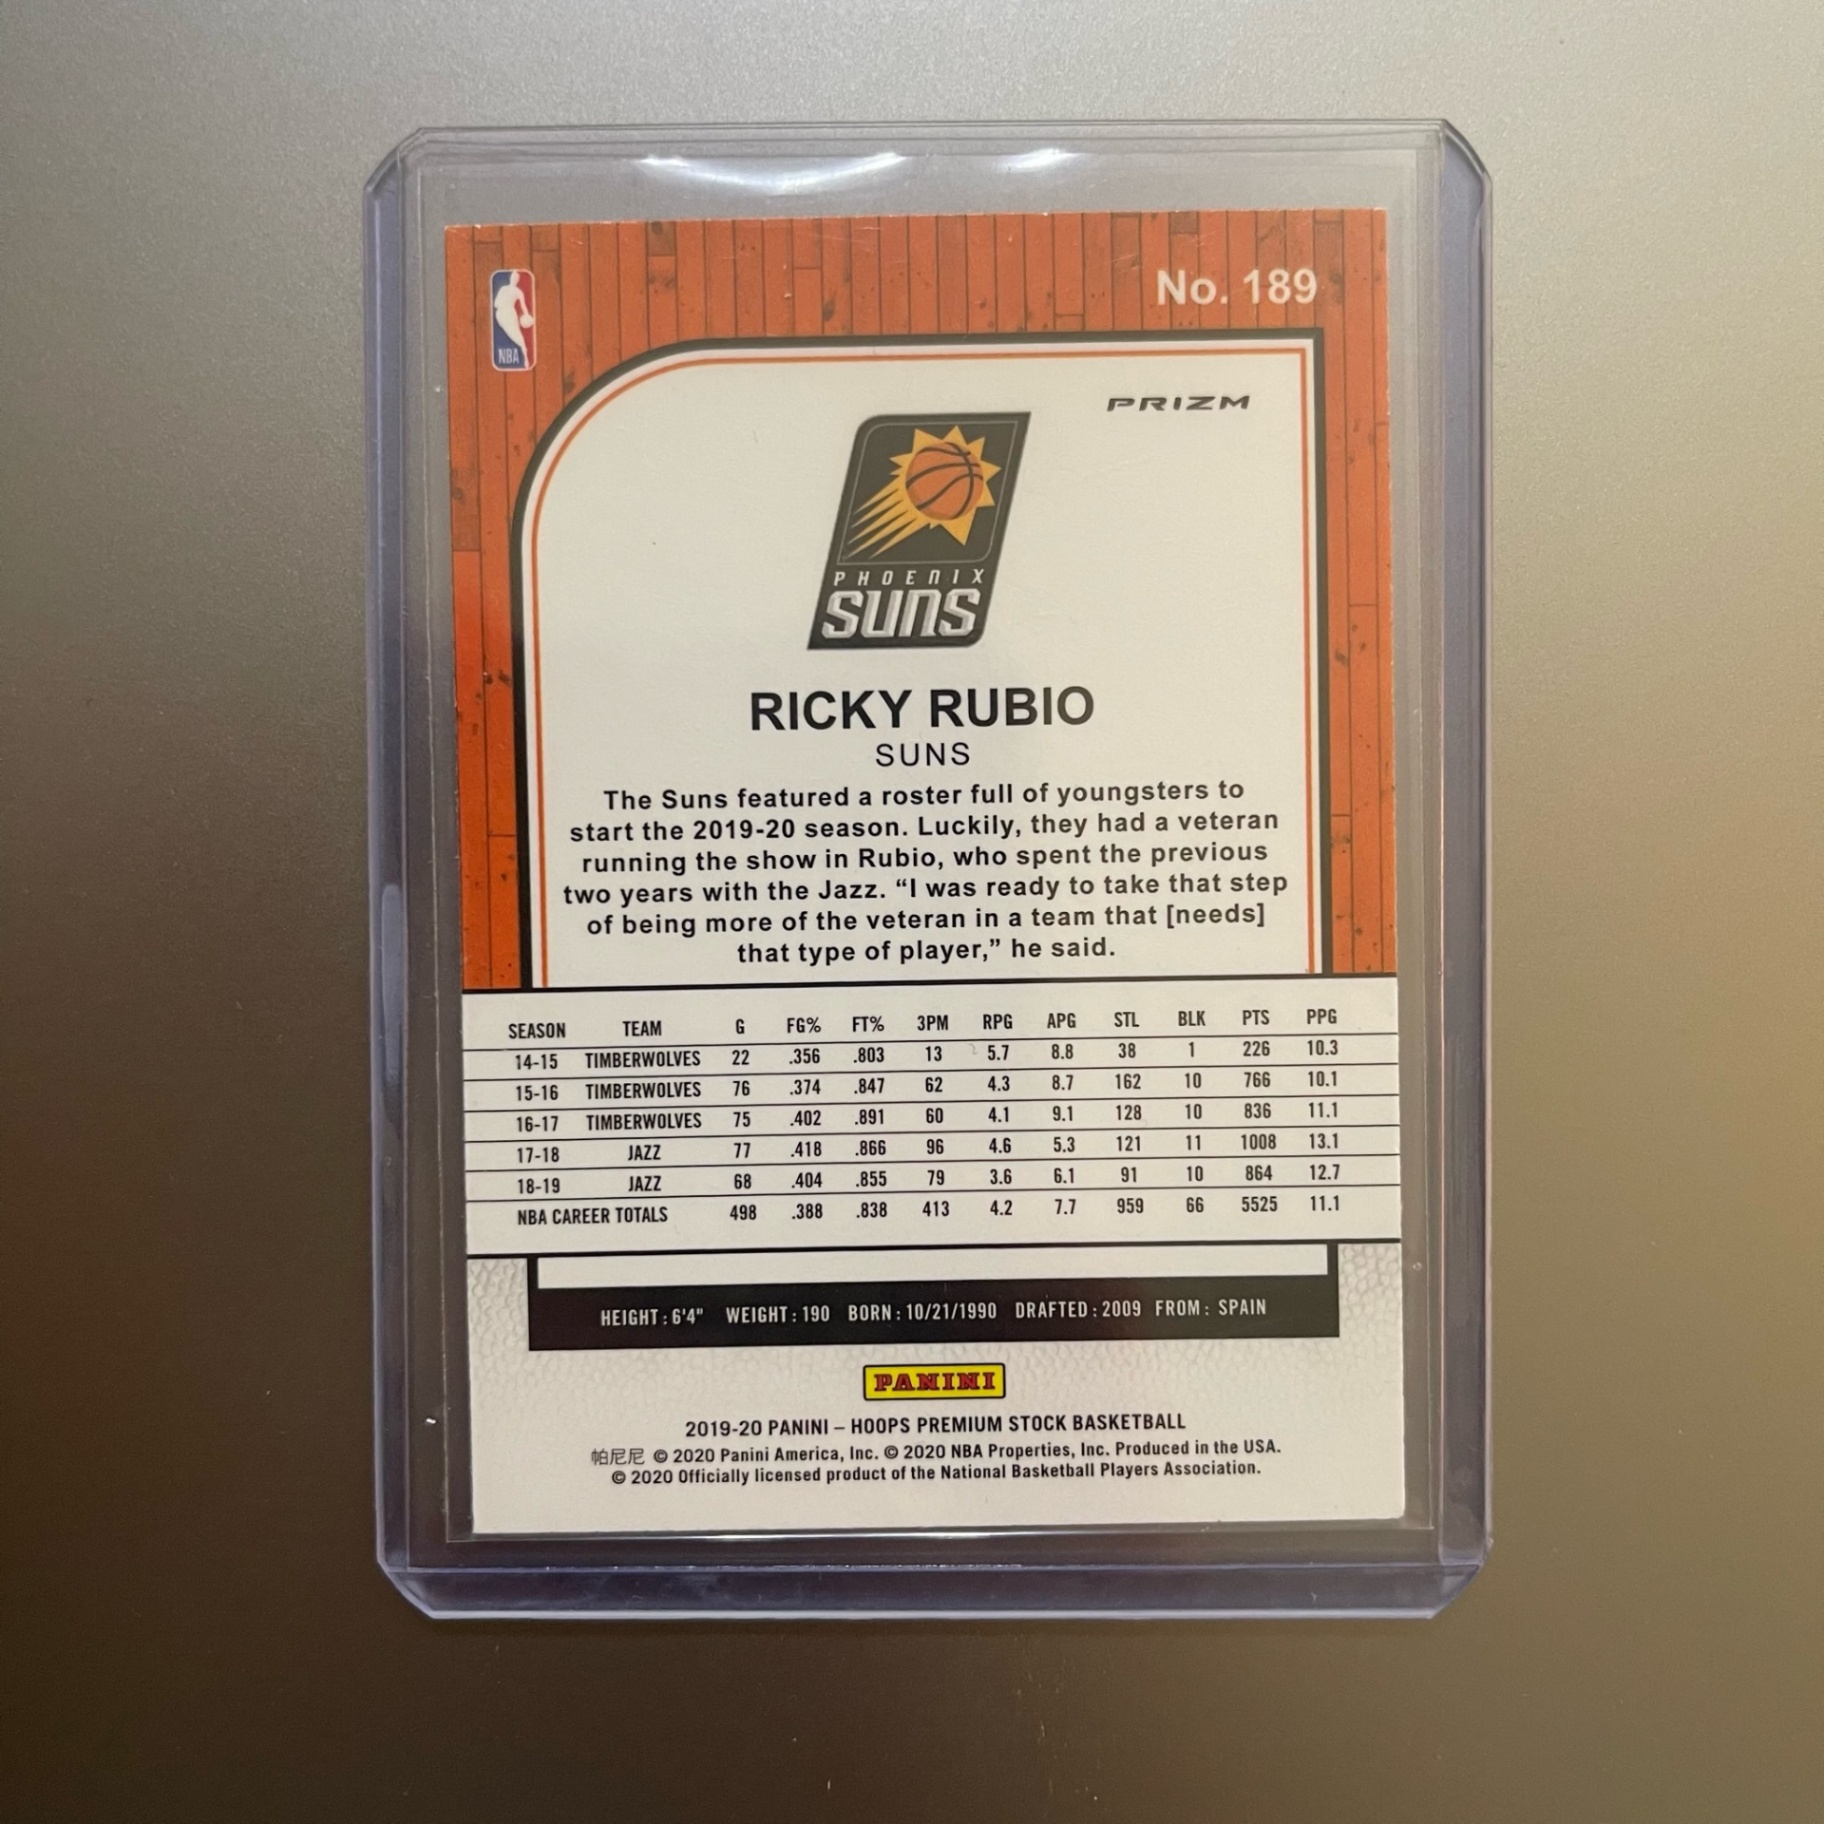 No. 189
NBA
PRIZM
PHOENIX
SUNS
RICKY RUBIO
SUNS
The Suns featured a roster full of youngsters to
start the 2019-20 season. Luckily, they had a veteran
running the show in Rubio, who spent the previous
two years with the Jazz. “I was ready to take that step
of being more of the veteran in a team that [needs]
that type of player,” he said.
SEASON TEAM G FG% FT% 3PM RPG APG STL BLK PTS PPG
14-15 TIMBERWOLVES 22 .356 .803 13 5.7 8.8 38 1 226 10.3
15-16 TIMBERWOLVES 76 .374 .847 62 4.3 8.7 162 10 766 10.1
16-17 TIMBERWOLVES 75 .402 .891 60 4.1 9.1 128 10 836 11.1
17-18 JAZZ 77 .418 .866 96 4.6 5.3 121 11 1008 13.1
18-19 JAZZ 68 .404 .855 79 3.6 6.1 91 10 864 12.7
NBA CAREER TOTALS 498 .388 .838 413 4.2 7.7 959 66 5525 11.1
HEIGHT: 6'4" WEIGHT: 190 BORN: 10/21/1990 DRAFTED: 2009 FROM: SPAIN
PANINI
2019-20 PANINI – HOOPS PREMIUM STOCK BASKETBALL
帕尼尼 © 2020 Panini America, Inc. © 2020 NBA Properties, Inc. Produced in the USA.
© 2020 Officially licensed product of the National Basketball Players Association.